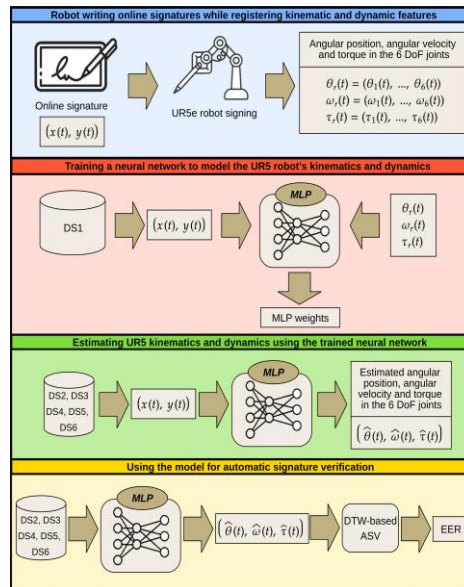 Robot writing online signatures while registering kinematic and dynamic features
Online signature
(x(t), y(t))
UR5e robot signing
Angular position, angular velocity
and torque in the 6 DoF joints
θᵣ(t) = (θ₁(t), ..., θ₆(t))
ωᵣ(t) = (ω₁(t), ..., ω₆(t))
τᵣ(t) = (τ₁(t), ..., τ₆(t))
Training a neural network to model the UR5 robot's kinematics and dynamics
DS1
(x(t), y(t))
MLP
θᵣ(t)
ωᵣ(t)
τᵣ(t)
MLP weights
Estimating UR5 kinematics and dynamics using the trained neural network
DS2, DS3
DS4, DS5,
DS6
(x(t), y(t))
MLP
Estimated angular
position, angular
velocity and torque
in the 6 DoF joints
(θ̂(t), ω̂(t), τ̂(t))
Using the model for automatic signature verification
DS2, DS3
DS4, DS5,
DS6
MLP
(θ̂(t), ω̂(t), τ̂(t))
DTW-based
ASV
EER